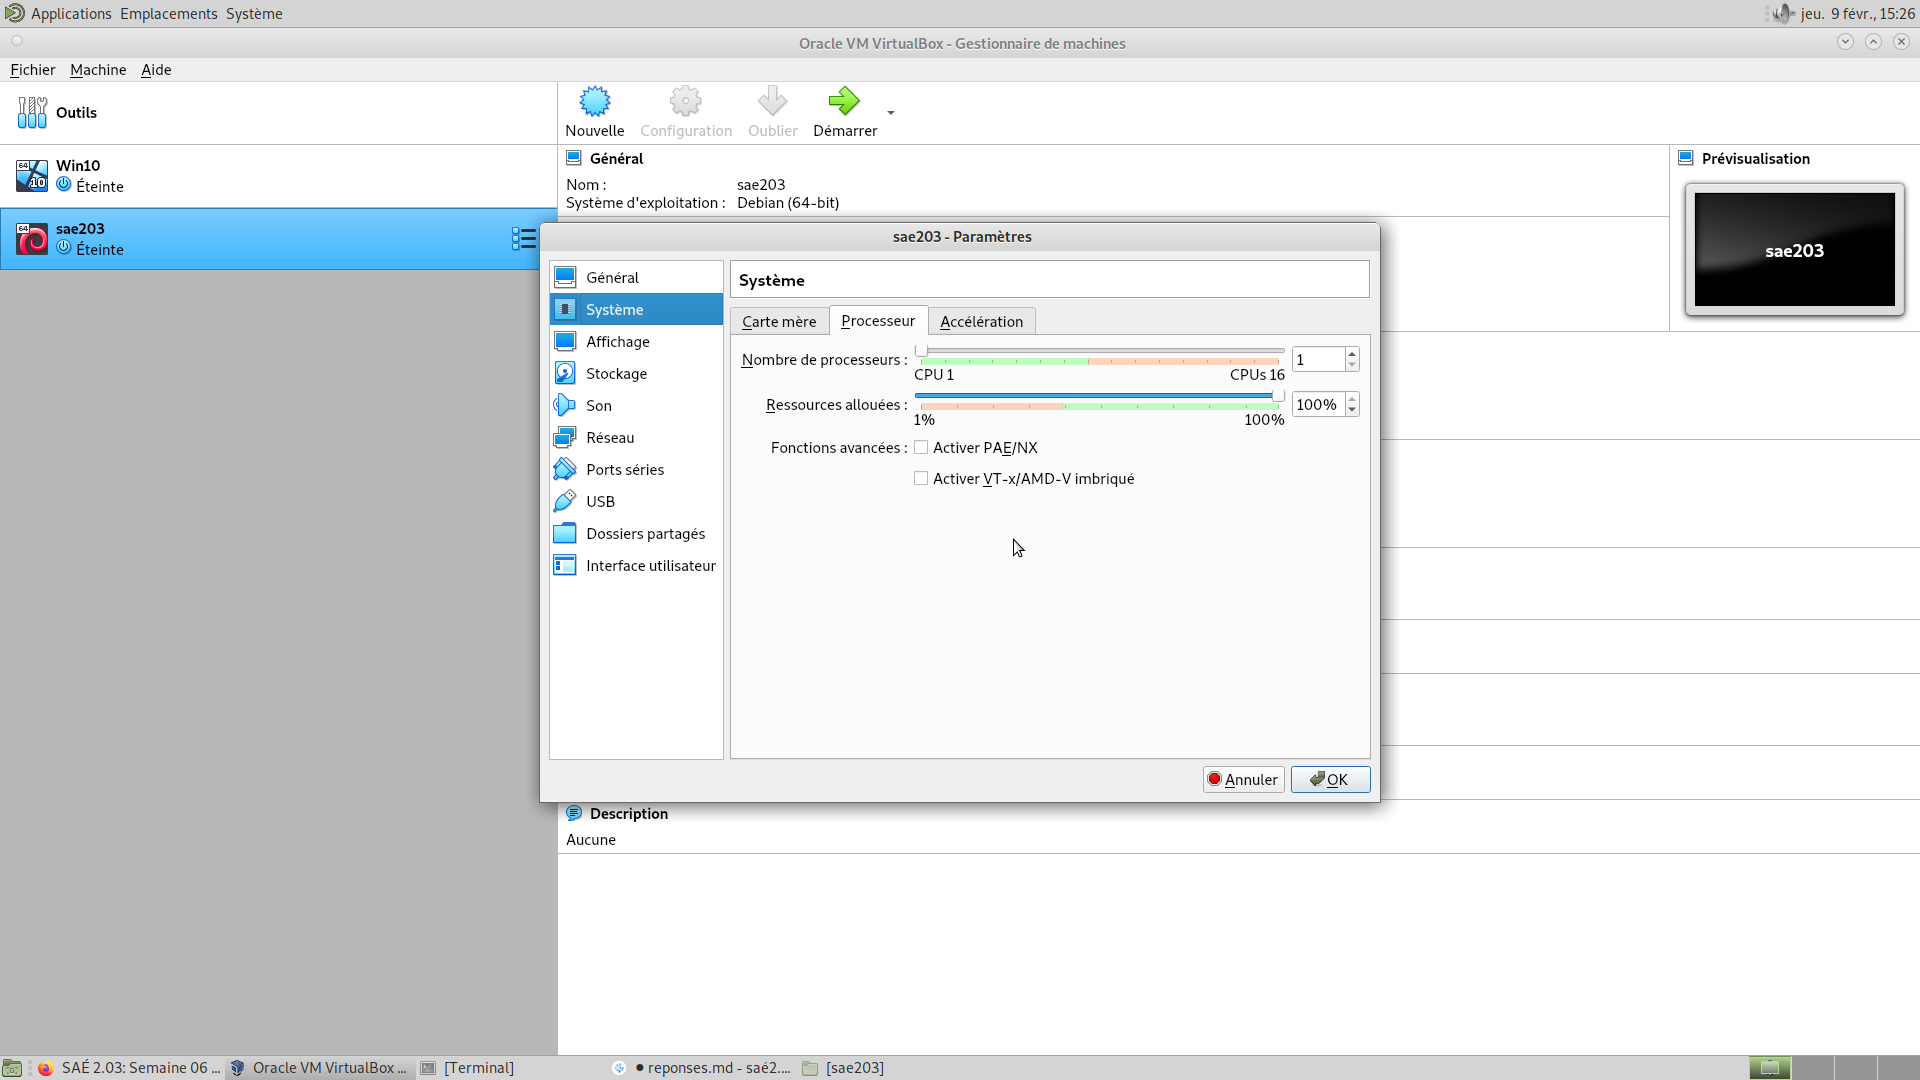 Applications Emplacements Système
jeu. 9 févr., 15:26
Oracle VM VirtualBox - Gestionnaire de machines
Fichier Machine Aide
Outils
Nouvelle Configuration Oublier Démarrer
64
10
Win10
Éteinte
64
sae203
Éteinte
Général
Nom : sae203
Système d'exploitation : Debian (64-bit)
Prévisualisation
sae203
sae203 - Paramètres
Général
Système
Affichage
Stockage
Son
Réseau
Ports séries
USB
Dossiers partagés
Interface utilisateur
Système
Carte mère Processeur Accélération
Nombre de processeurs : 1
CPU 1 CPUs 16
Ressources allouées : 100%
1% 100%
Fonctions avancées : Activer PAE/NX
Activer VT-x/AMD-V imbriqué
Annuler OK
Description
Aucune
SAÉ 2.03: Semaine 06 ... Oracle VM VirtualBox ... [Terminal] ● reponses.md - saé2.... [sae203]